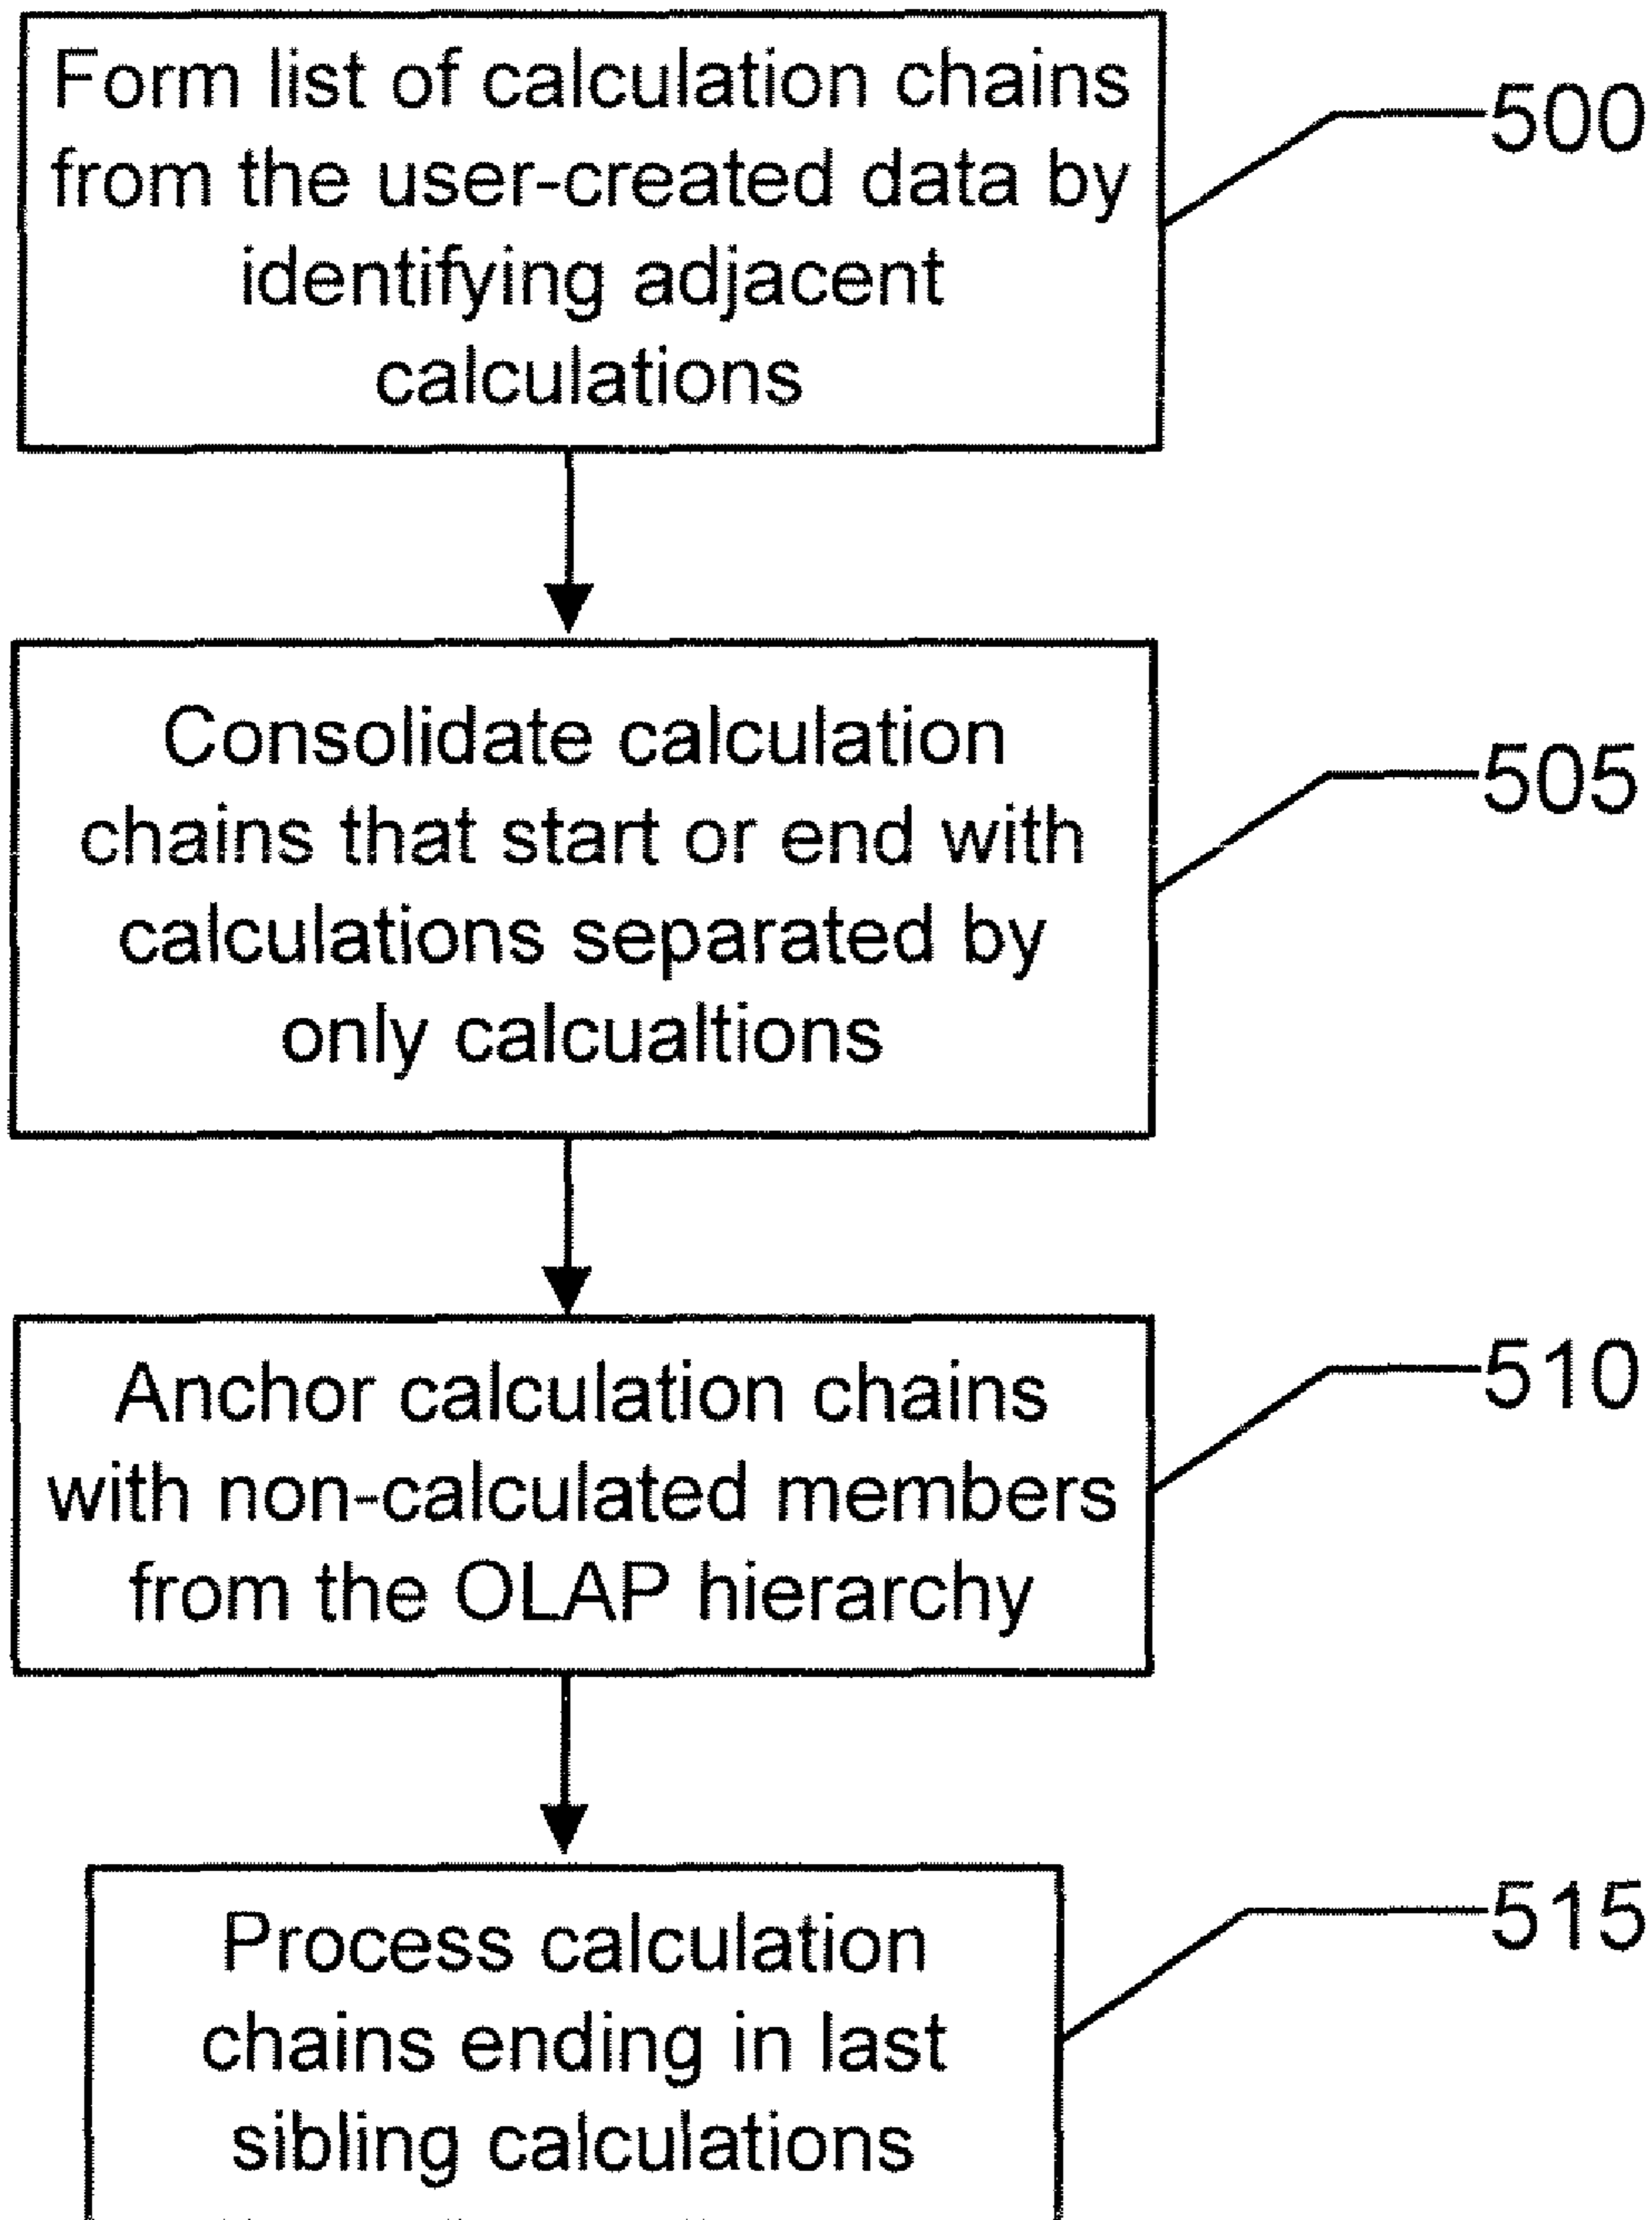 Form list of calculation chains
from the user-created data by
identifying adjacent
calculations
500
Consolidate calculation
chains that start or end with
calculations separated by
only calcualtions
505
Anchor calculation chains
with non-calculated members
from the OLAP hierarchy
510
Process calculation
chains ending in last
sibling calculations
515